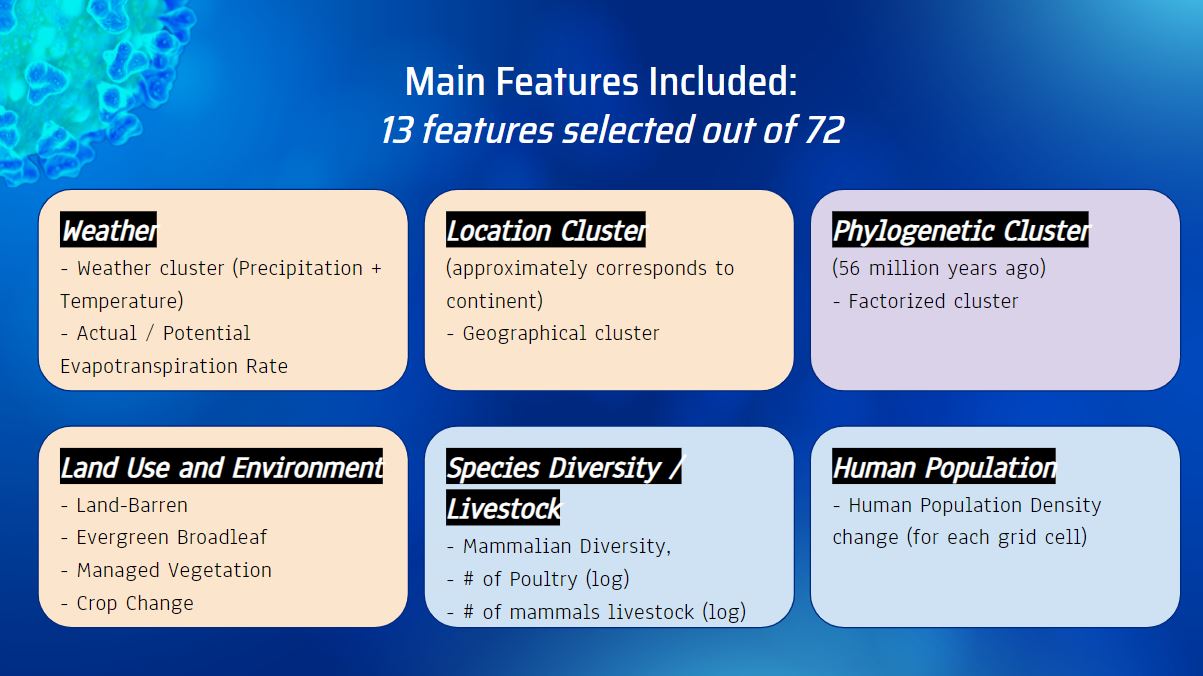 Main Features Included:
13 features selected out of 72
Weather
- Weather cluster (Precipitation +
Temperature)
- Actual / Potential
Evapotranspiration Rate
Location Cluster
(approximately corresponds to
continent)
- Geographical cluster
Phylogenetic Cluster
(56 million years ago)
- Factorized cluster
Land Use and Environment
- Land-Barren
- Evergreen Broadleaf
- Managed Vegetation
- Crop Change
Species Diversity /
Livestock
- Mammalian Diversity,
- # of Poultry (log)
- # of mammals livestock (log)
Human Population
- Human Population Density
change (for each grid cell)